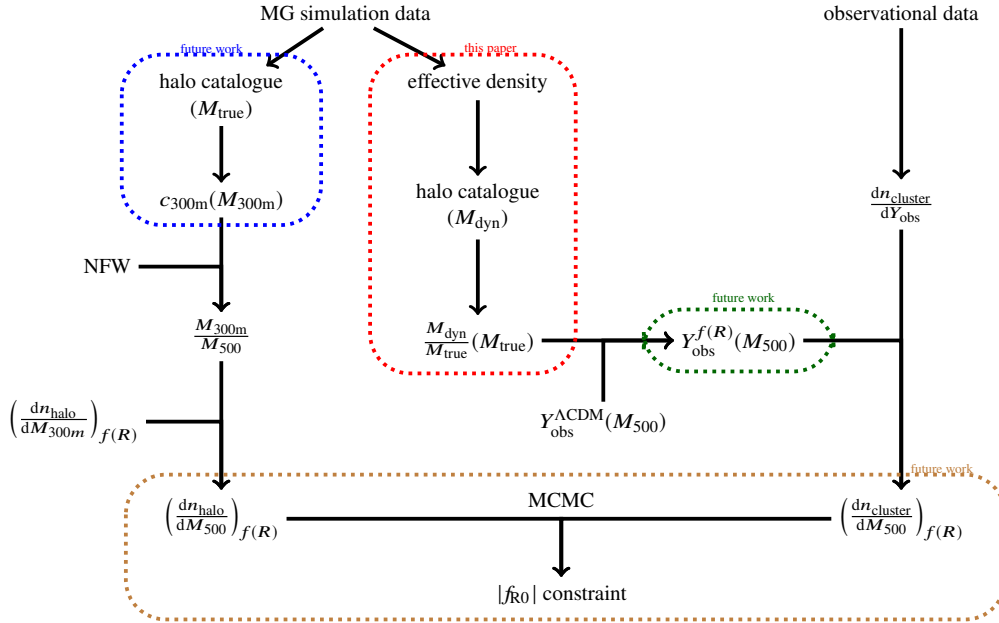 MG simulation data
observational data
future work
this paper
halo catalogue
(M_true)
effective density
c_300m(M_300m)
halo catalogue
(M_dyn)
dn_cluster/dY_obs
NFW
future work
M_300m/M_500
M_dyn/M_true(M_true)
Y_obs^f(R)(M_500)
Y_obs^ΛCDM(M_500)
(dn_halo/dM_300m)_f(R)
future work
(dn_halo/dM_500)_f(R)
MCMC
(dn_cluster/dM_500)_f(R)
|f_R0| constraint